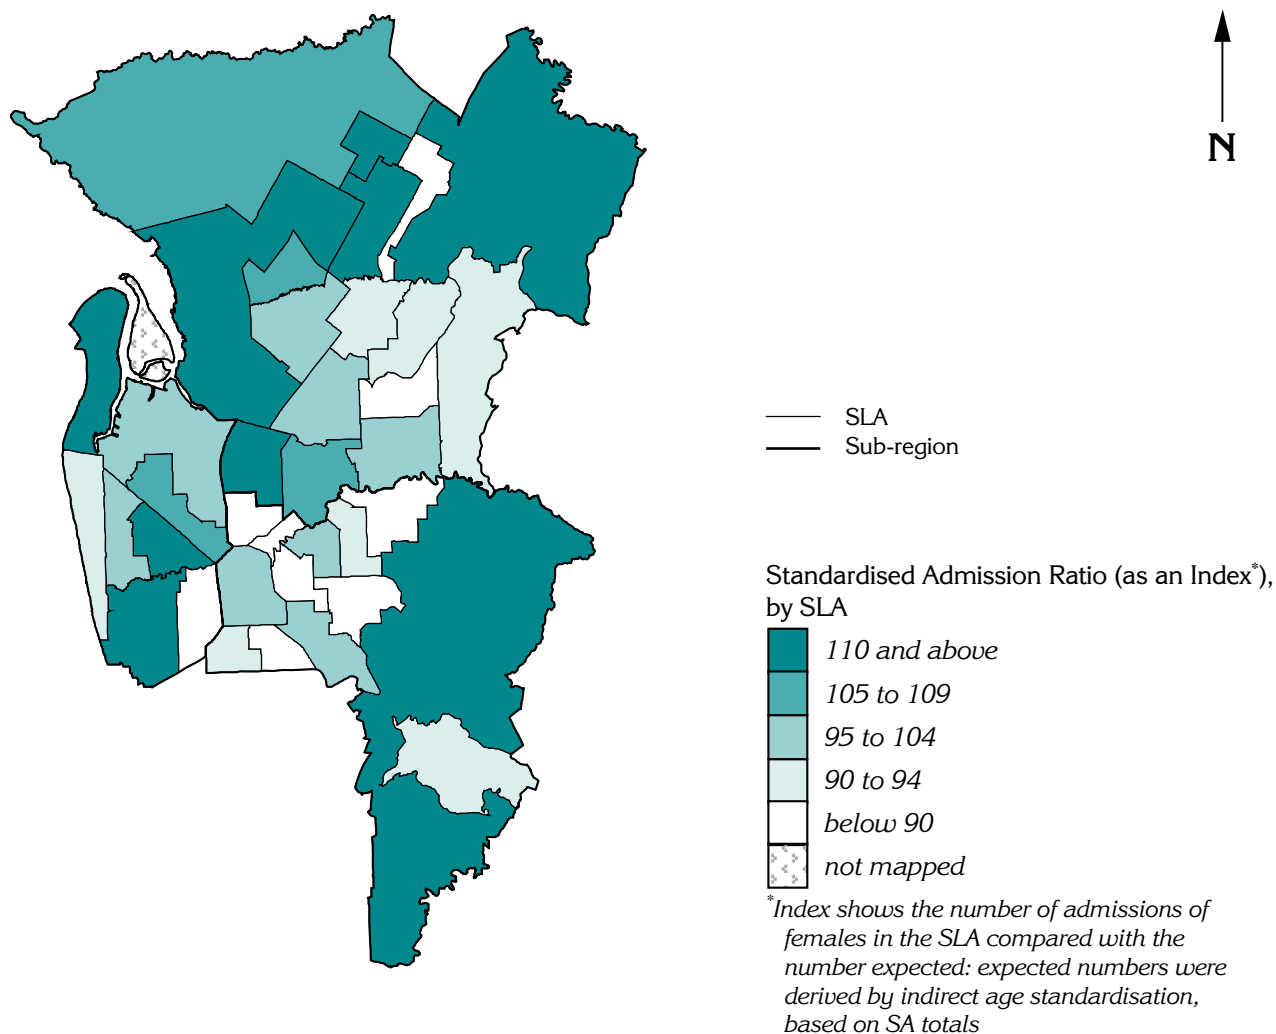 N
SLA
Sub-region
Standardised Admission Ratio (as an Index*),
by SLA
110 and above
105 to 109
95 to 104
90 to 94
below 90
not mapped
*Index shows the number of admissions of
females in the SLA compared with the
number expected: expected numbers were
derived by indirect age standardisation,
based on SA totals